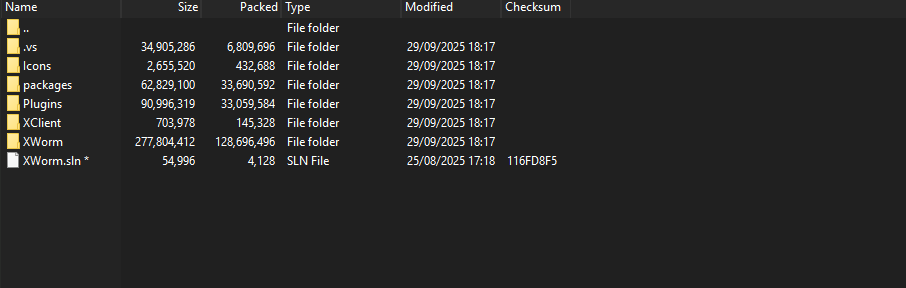 Name Size Packed Type Modified Checksum
.. File folder
.vs 34,905,286 6,809,696 File folder 29/09/2025 18:17
Icons 2,655,520 432,688 File folder 29/09/2025 18:17
packages 62,829,100 33,690,592 File folder 29/09/2025 18:17
Plugins 90,996,319 33,059,584 File folder 29/09/2025 18:17
XClient 703,978 145,328 File folder 29/09/2025 18:17
XWorm 277,804,412 128,696,496 File folder 29/09/2025 18:17
XWorm.sln * 54,996 4,128 SLN File 25/08/2025 17:18 116FD8F5